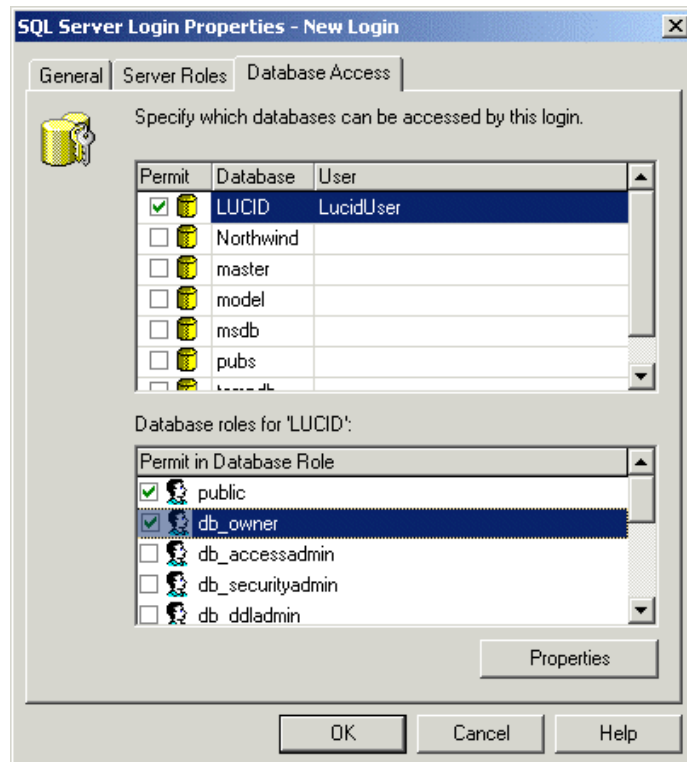 SQL Server Login Properties - New Login
General Server Roles Database Access
Specify which databases can be accessed by this login.
Permit Database User
LUCID LucidUser
Northwind
master
model
msdb
pubs
tempdb
Database roles for 'LUCID':
Permit in Database Role
public
db_owner
db_accessadmin
db_securityadmin
db_ddladmin
Properties
OK Cancel Help